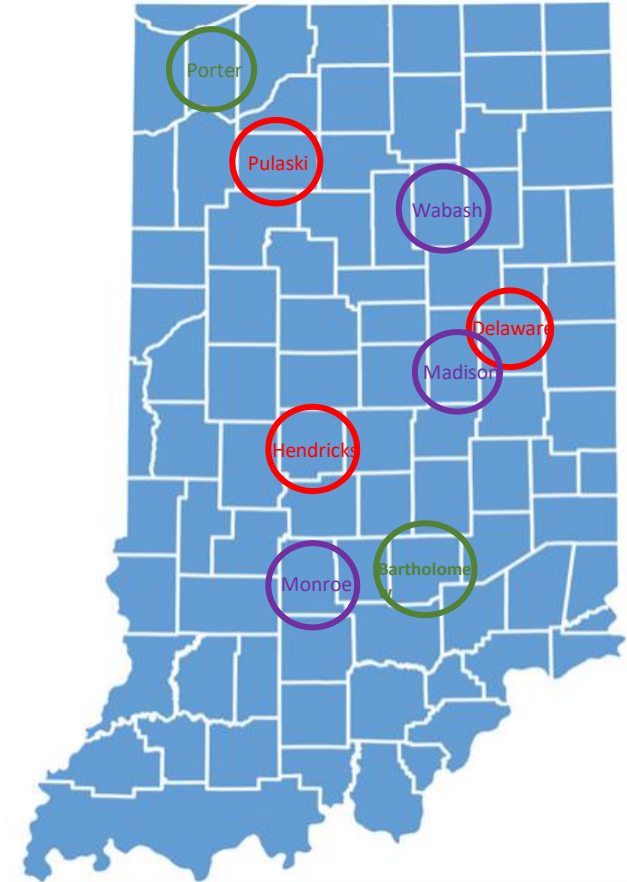 Porter
Pulaski
Wabash
Delaware
Madison
Hendricks
Bartholome
w
Monroe